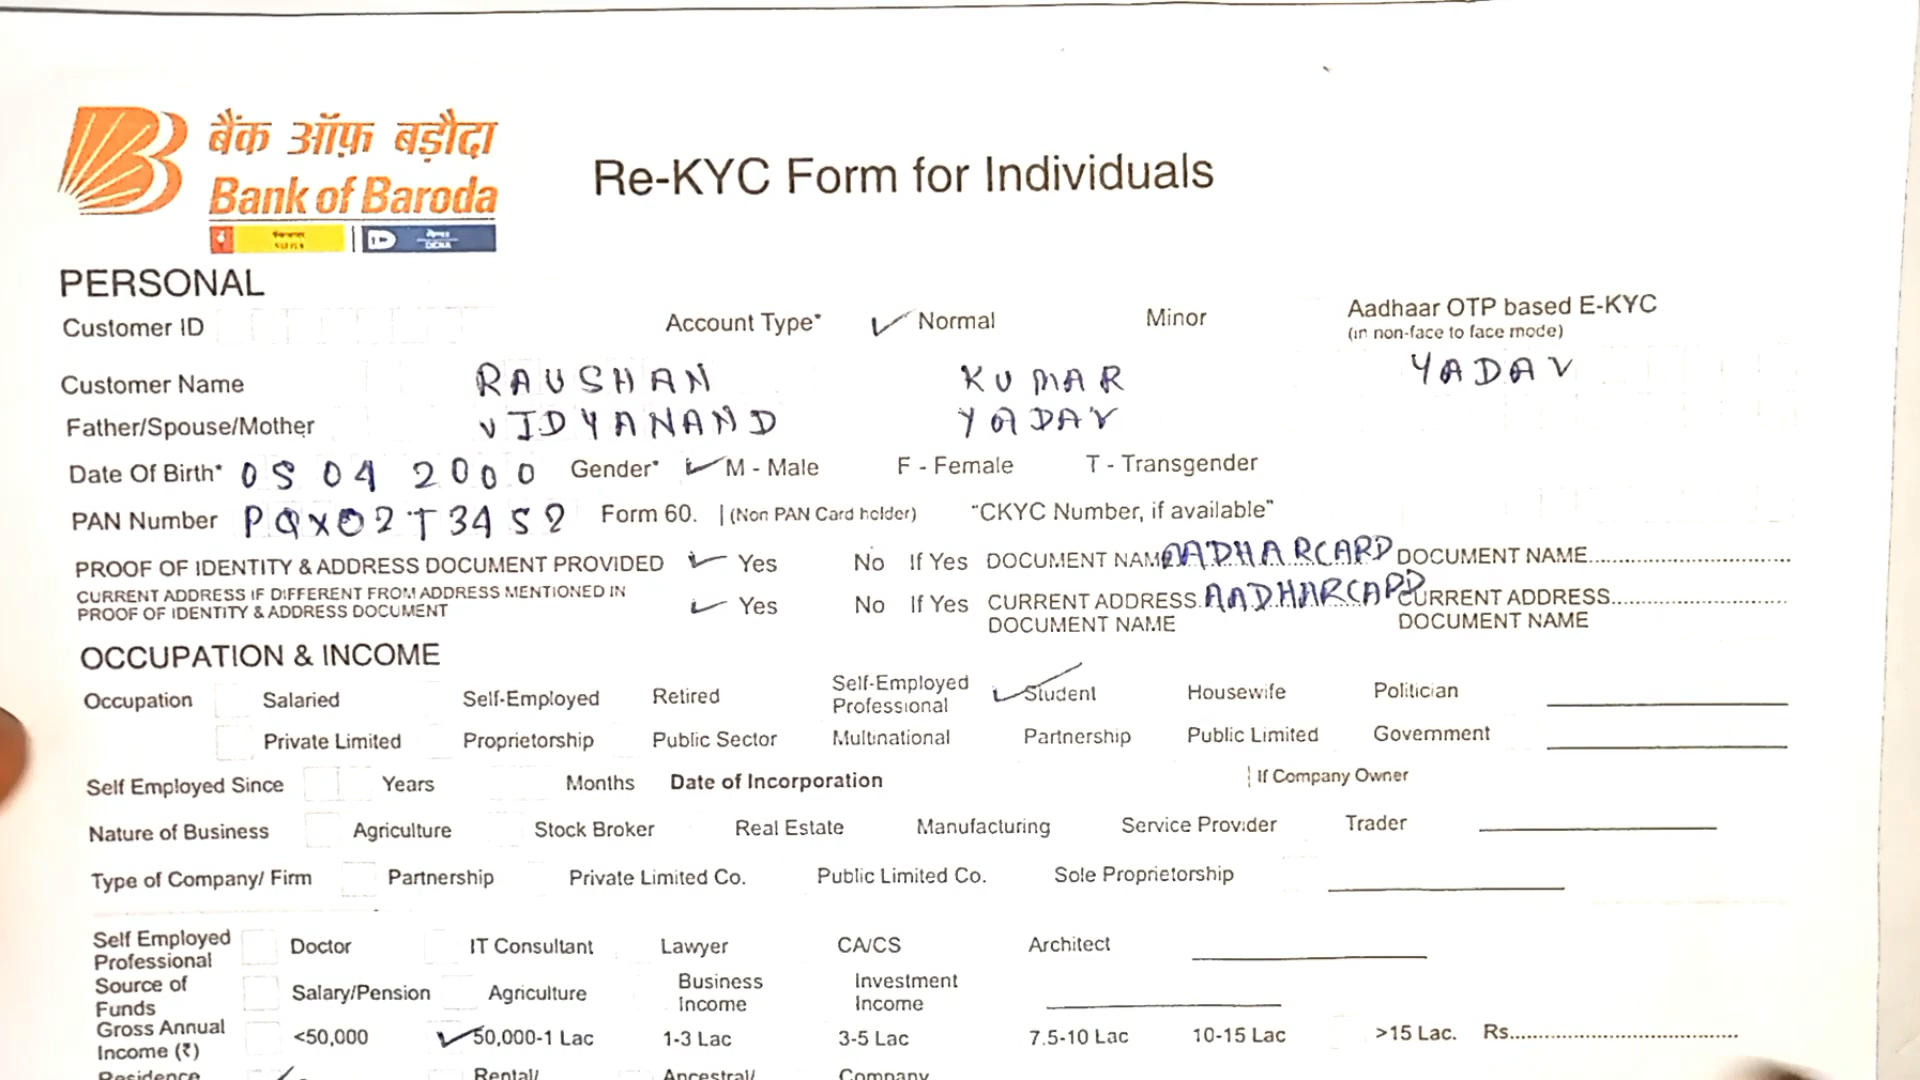 बैंक ऑफ़ बड़ौदा
Bank of Baroda
Re-KYC Form for Individuals
PERSONAL
Customer ID Account Type* Normal Minor Aadhaar OTP based E-KYC
(in non-face to face mode)
Customer Name RAUSHAN KUMAR YADAV
Father/Spouse/Mother VIDYANAND YADAV
Date Of Birth* 05 04 2000 Gender* M - Male F - Female T - Transgender
PAN Number PQXO2T3452 Form 60. (Non PAN Card holder) "CKYC Number, if available"
PROOF OF IDENTITY & ADDRESS DOCUMENT PROVIDED Yes No If Yes DOCUMENT NAME AADHARCARD DOCUMENT NAME
CURRENT ADDRESS IF DIFFERENT FROM ADDRESS MENTIONED IN
PROOF OF IDENTITY & ADDRESS DOCUMENT Yes No If Yes CURRENT ADDRESS AADHARCARD CURRENT ADDRESS
DOCUMENT NAME DOCUMENT NAME
OCCUPATION & INCOME
Occupation Salaried Self-Employed Retired Self-Employed Professional Student Housewife Politician
Private Limited Proprietorship Public Sector Multinational Partnership Public Limited Government
Self Employed Since Years Months Date of Incorporation If Company Owner
Nature of Business Agriculture Stock Broker Real Estate Manufacturing Service Provider Trader
Type of Company/ Firm Partnership Private Limited Co. Public Limited Co. Sole Proprietorship
Self Employed Professional Doctor IT Consultant Lawyer CA/CS Architect
Source of Funds Salary/Pension Agriculture Business Income Investment Income
Gross Annual Income (₹) <50,000 50,000-1 Lac 1-3 Lac 3-5 Lac 7.5-10 Lac 10-15 Lac >15 Lac. Rs
Residence Rental/ Ancestral/ Company